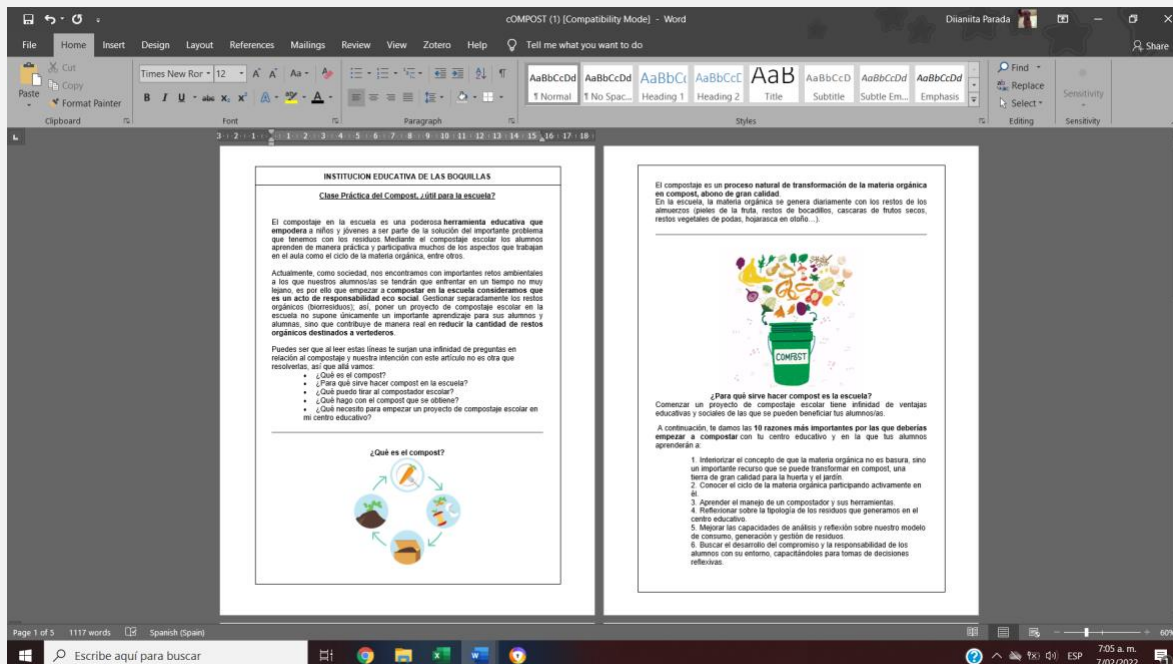 cOMPOST (1) [Compatibility Mode] - Word
Diianiita Parada
File Home Insert Design Layout References Mailings Review View Zotero Help Tell me what you want to do Share
Paste
Cut
Copy
Format Painter
Clipboard
Times New Ror 12
Font
Paragraph
AaBbCcDd AaBbCcDd AaBbC AaBbCcE AaB AaBbCcD AaBbCcDd AaBbCcDd
¶ Normal ¶ No Spac... Heading 1 Heading 2 Title Subtitle Subtle Em... Emphasis
Styles
Find
Replace
Select
Editing
Sensitivity
Sensitivity
3 2 1 1 2 3 4 5 6 7 8 9 10 11 12 13 14 15 16 17 18
INSTITUCION EDUCATIVA DE LAS BOQUILLAS
Clase Práctica del Compost, ¿útil para la escuela?
El compostaje en la escuela es una poderosa herramienta educativa que
empodera a niños y jóvenes a ser parte de la solución del importante problema
que tenemos con los residuos. Mediante el compostaje escolar los alumnos
aprenden de manera práctica y participativa muchos de los aspectos que trabajan
en el aula como el ciclo de la materia orgánica, entre otros.
Actualmente, como sociedad, nos encontramos con importantes retos ambientales
a los que nuestros alumnos/as se tendrán que enfrentar en un tiempo no muy
lejano, es por ello que empezar a compostar en la escuela consideramos que
es un acto de responsabilidad eco social. Gestionar separadamente los restos
orgánicos (biorresiduos); así, poner un proyecto de compostaje escolar en la
escuela no supone únicamente un importante aprendizaje para sus alumnos y
alumnas, sino que contribuye de manera real en reducir la cantidad de restos
orgánicos destinados a vertederos.
Puedes ser que al leer estas líneas te surjan una infinidad de preguntas en
relación al compostaje y nuestra intención con este artículo no es otra que
resolverlas, así que allá vamos:
• ¿Qué es el compost?
• ¿Para qué sirve hacer compost en la escuela?
• ¿Qué puedo tirar al compostador escolar?
• ¿Qué hago con el compost que se obtiene?
• ¿Qué necesito para empezar un proyecto de compostaje escolar en
mi centro educativo?
¿Qué es el compost?
El compostaje es un proceso natural de transformación de la materia orgánica
en compost, abono de gran calidad.
En la escuela, la materia orgánica se genera diariamente con los restos de los
almuerzos (pieles de la fruta, restos de bocadillos, cascaras de frutos secos,
restos vegetales de podas, hojarasca en otoño…).
COMPOST
¿Para qué sirve hacer compost es la escuela?
Comenzar un proyecto de compostaje escolar tiene infinidad de ventajas
educativas y sociales de las que se pueden beneficiar tus alumnos/as.
A continuación, te damos las 10 razones más importantes por las que deberías
empezar a compostar con tu centro educativo y en la que tus alumnos
aprenderán a:
1. Interiorizar el concepto de que la materia orgánica no es basura, sino
un importante recurso que se puede transformar en compost, una
tierra de gran calidad para la huerta y el jardín.
2. Conocer el ciclo de la materia orgánica participando activamente en
él.
3. Aprender el manejo de un compostador y sus herramientas.
4. Reflexionar sobre la tipología de los residuos que generamos en el
centro educativo.
5. Mejorar las capacidades de análisis y reflexión sobre nuestro modelo
de consumo, generación y gestión de residuos.
6. Buscar el desarrollo del compromiso y la responsabilidad de los
alumnos con su entorno, capacitándoles para tomas de decisiones
reflexivas.
Page 1 of 5 1117 words Spanish (Spain) 60%
Escribe aquí para buscar
ESP
7:05 a. m.
7/02/2022